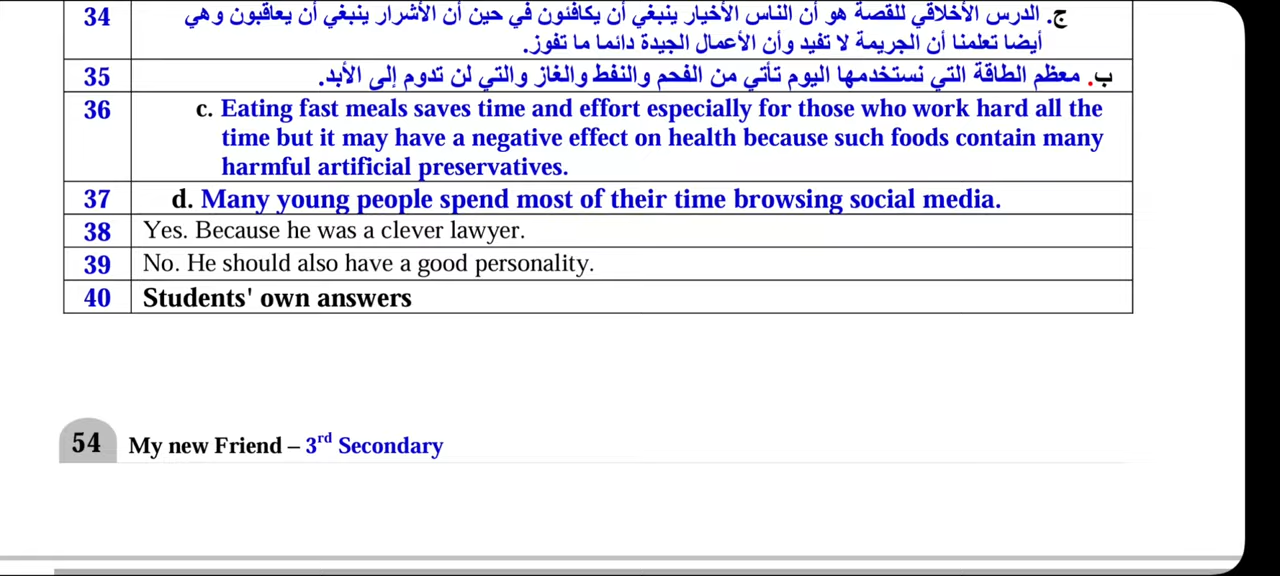 34 ج. الدرس الأخلاقي للقصة هو أن الناس الأخيار ينبغي أن يكافئون في حين أن الأشرار ينبغي أن يعاقبون وهي
أيضا تعلمنا أن الجريمة لا تفيد وأن الأعمال الجيدة دائما ما تفوز.
35 ب. معظم الطاقة التي نستخدمها اليوم تأتي من الفحم والنفط والغاز والتي لن تدوم إلى الأبد.
36 c. Eating fast meals saves time and effort especially for those who work hard all the
time but it may have a negative effect on health because such foods contain many
harmful artificial preservatives.
37 d. Many young people spend most of their time browsing social media.
38 Yes. Because he was a clever lawyer.
39 No. He should also have a good personality.
40 Students' own answers
54 My new Friend – 3rd Secondary